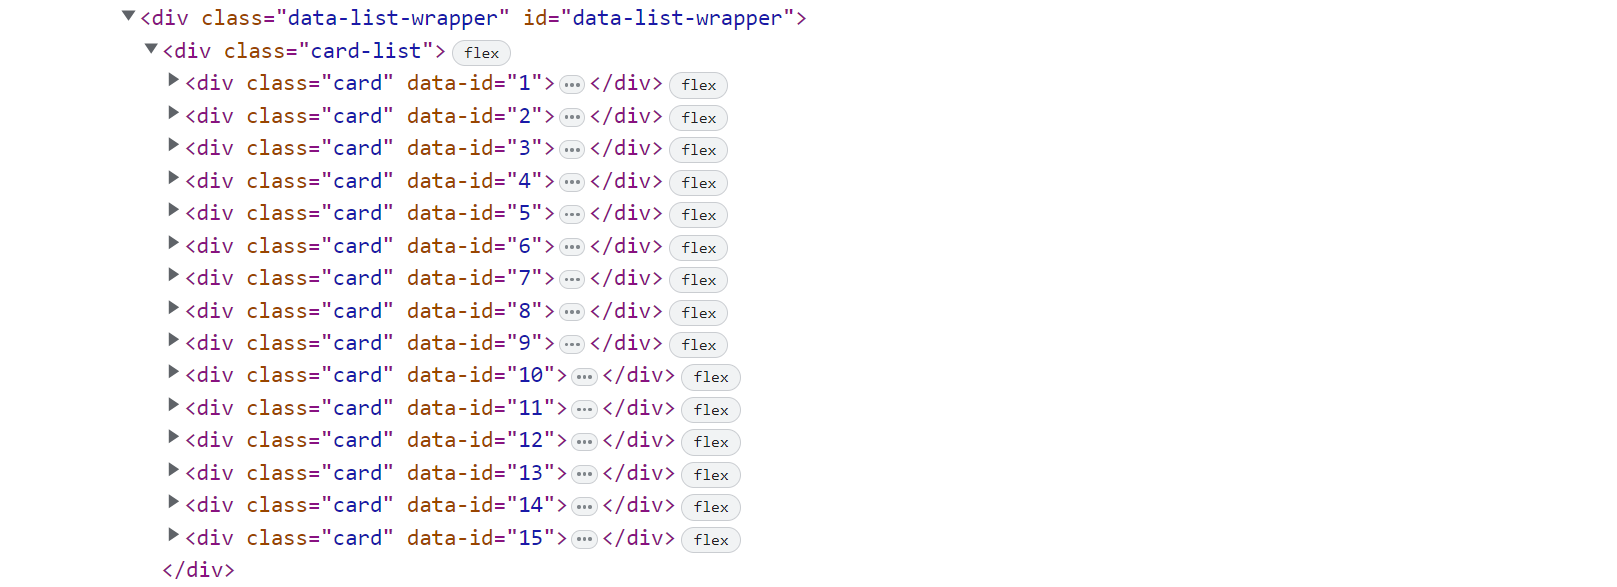 <div class="data-list-wrapper" id="data-list-wrapper">
<div class="card-list"> flex
<div class="card" data-id="1"> ••• </div> flex
<div class="card" data-id="2"> ••• </div> flex
<div class="card" data-id="3"> ••• </div> flex
<div class="card" data-id="4"> ••• </div> flex
<div class="card" data-id="5"> ••• </div> flex
<div class="card" data-id="6"> ••• </div> flex
<div class="card" data-id="7"> ••• </div> flex
<div class="card" data-id="8"> ••• </div> flex
<div class="card" data-id="9"> ••• </div> flex
<div class="card" data-id="10"> ••• </div> flex
<div class="card" data-id="11"> ••• </div> flex
<div class="card" data-id="12"> ••• </div> flex
<div class="card" data-id="13"> ••• </div> flex
<div class="card" data-id="14"> ••• </div> flex
<div class="card" data-id="15"> ••• </div> flex
</div>